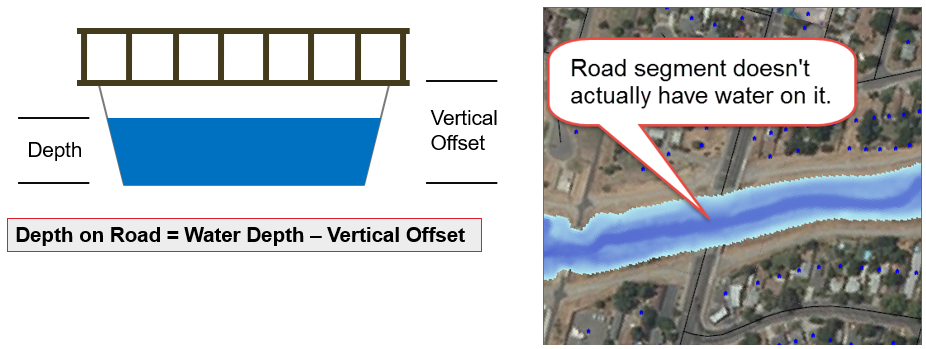 Depth
Vertical
Offset
Depth on Road = Water Depth – Vertical Offset
Road segment doesn't
actually have water on it.